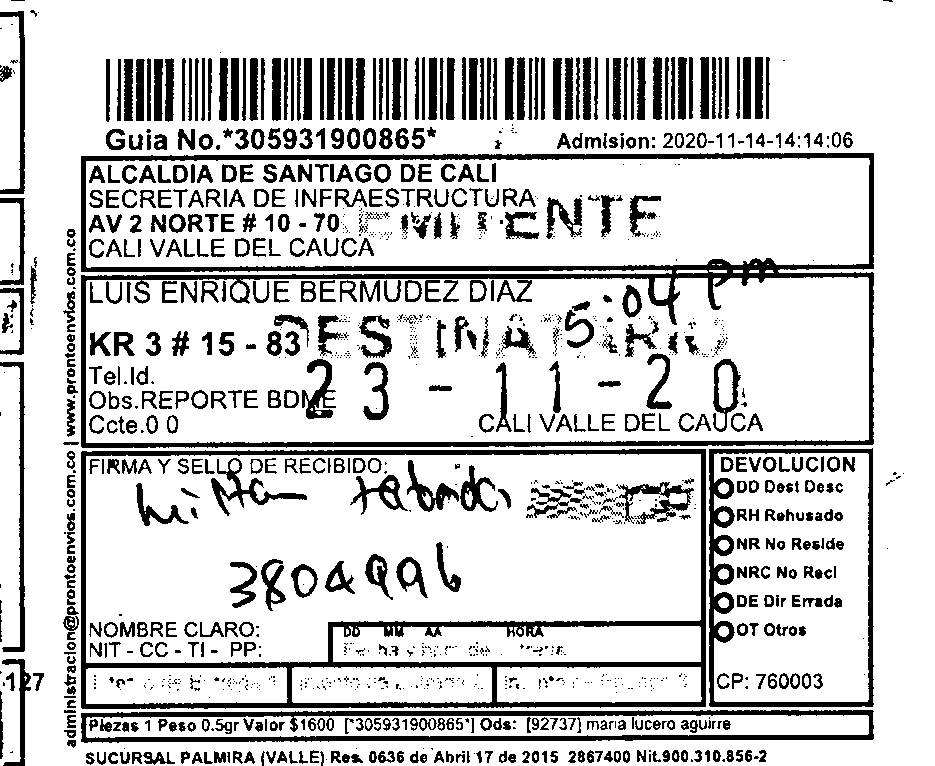 Guia No.*305931900865*
Admision: 2020-11-14-14:14:06
ALCALDIA DE SANTIAGO DE CALI
SECRETARIA DE INFRAESTRUCTURA
AV 2 NORTE # 10 - 70
CALI VALLE DEL CAUCA
LUIS ENRIQUE BERMUDEZ DIAZ
5:04 pm
KR 3 # 15 - 83 DESTINATARIO
Tel.Id.
23-11-20
Obs.REPORTE BDME
Ccte.0 0
CALI VALLE DEL CAUCA
FIRMA Y SELLO DE RECIBIDO:
3804996
NOMBRE CLARO:
NIT - CC - TI - PP:
DD MM AA HORA
DEVOLUCION
DD Dest Desc
RH Rehusado
NR No Reside
NRC No Recl
DE Dir Errada
OT Otros
CP: 760003
Piezas 1 Peso 0.5gr Valor $1600 [*305931900865*] Ods: [92737] maria lucero aguirre
SUCURSAL PALMIRA (VALLE) Res. 0636 de Abril 17 de 2015 2867400 Nit.900.310.856-2
administracion@prontoenvios.com.co | www.prontoenvios.com.co
127